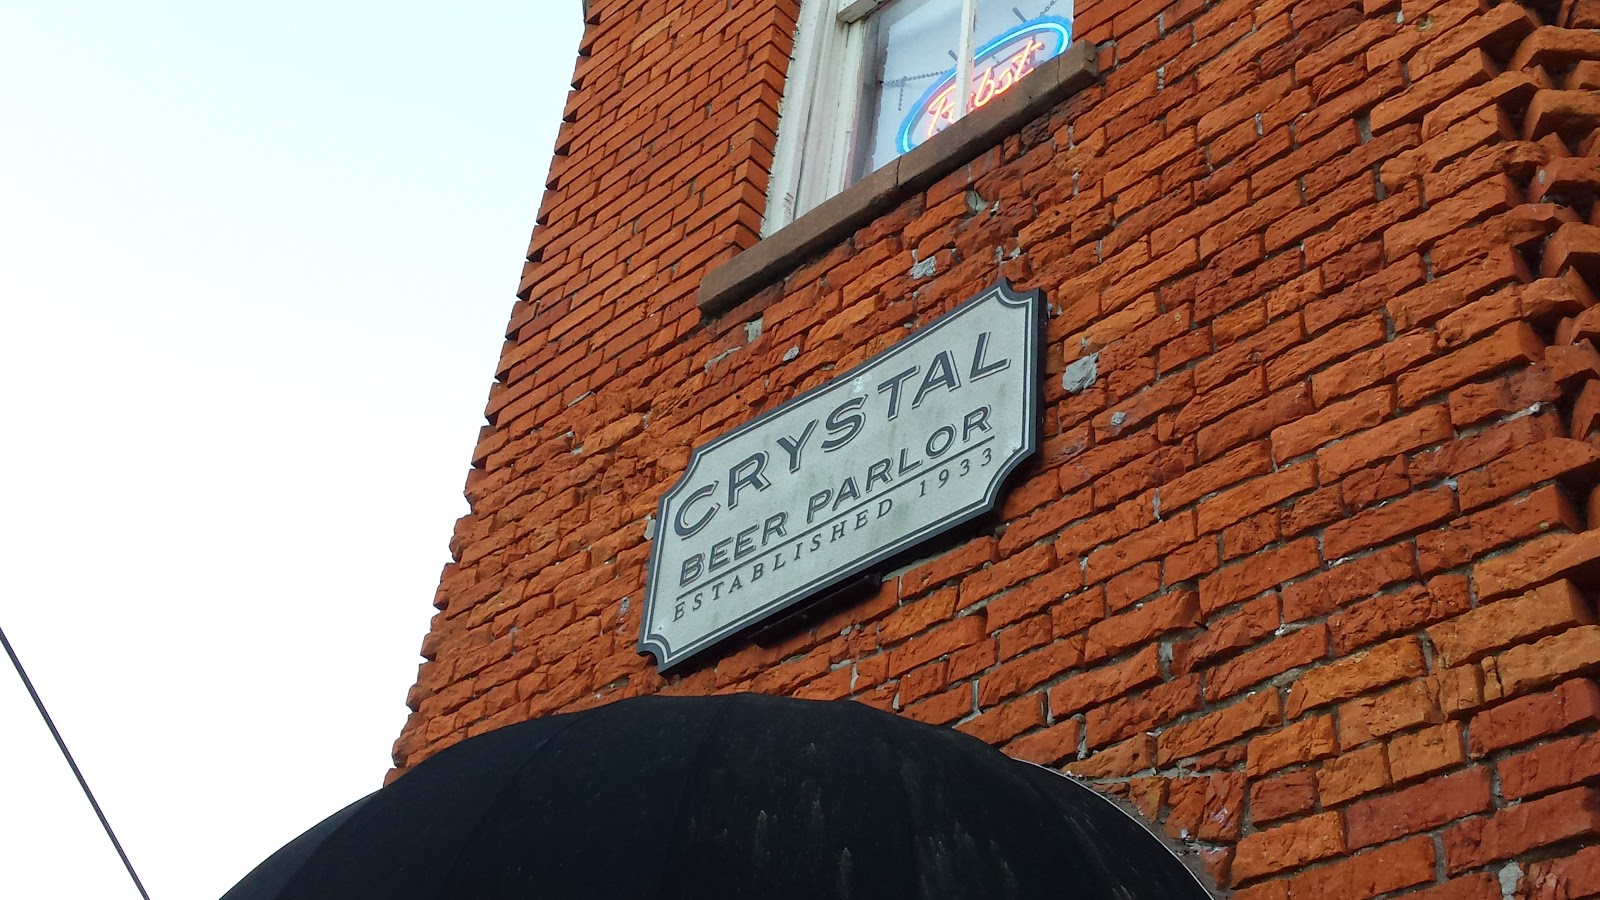 Pabst
CRYSTAL
BEER PARLOR
ESTABLISHED 1933